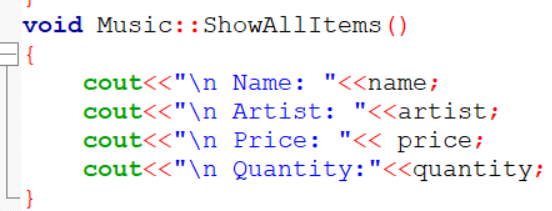 void Music::ShowAllItems()
{
cout<<"\n Name: "<<name;
cout<<"\n Artist: "<<artist;
cout<<"\n Price: "<< price;
cout<<"\n Quantity:"<<quantity;
}